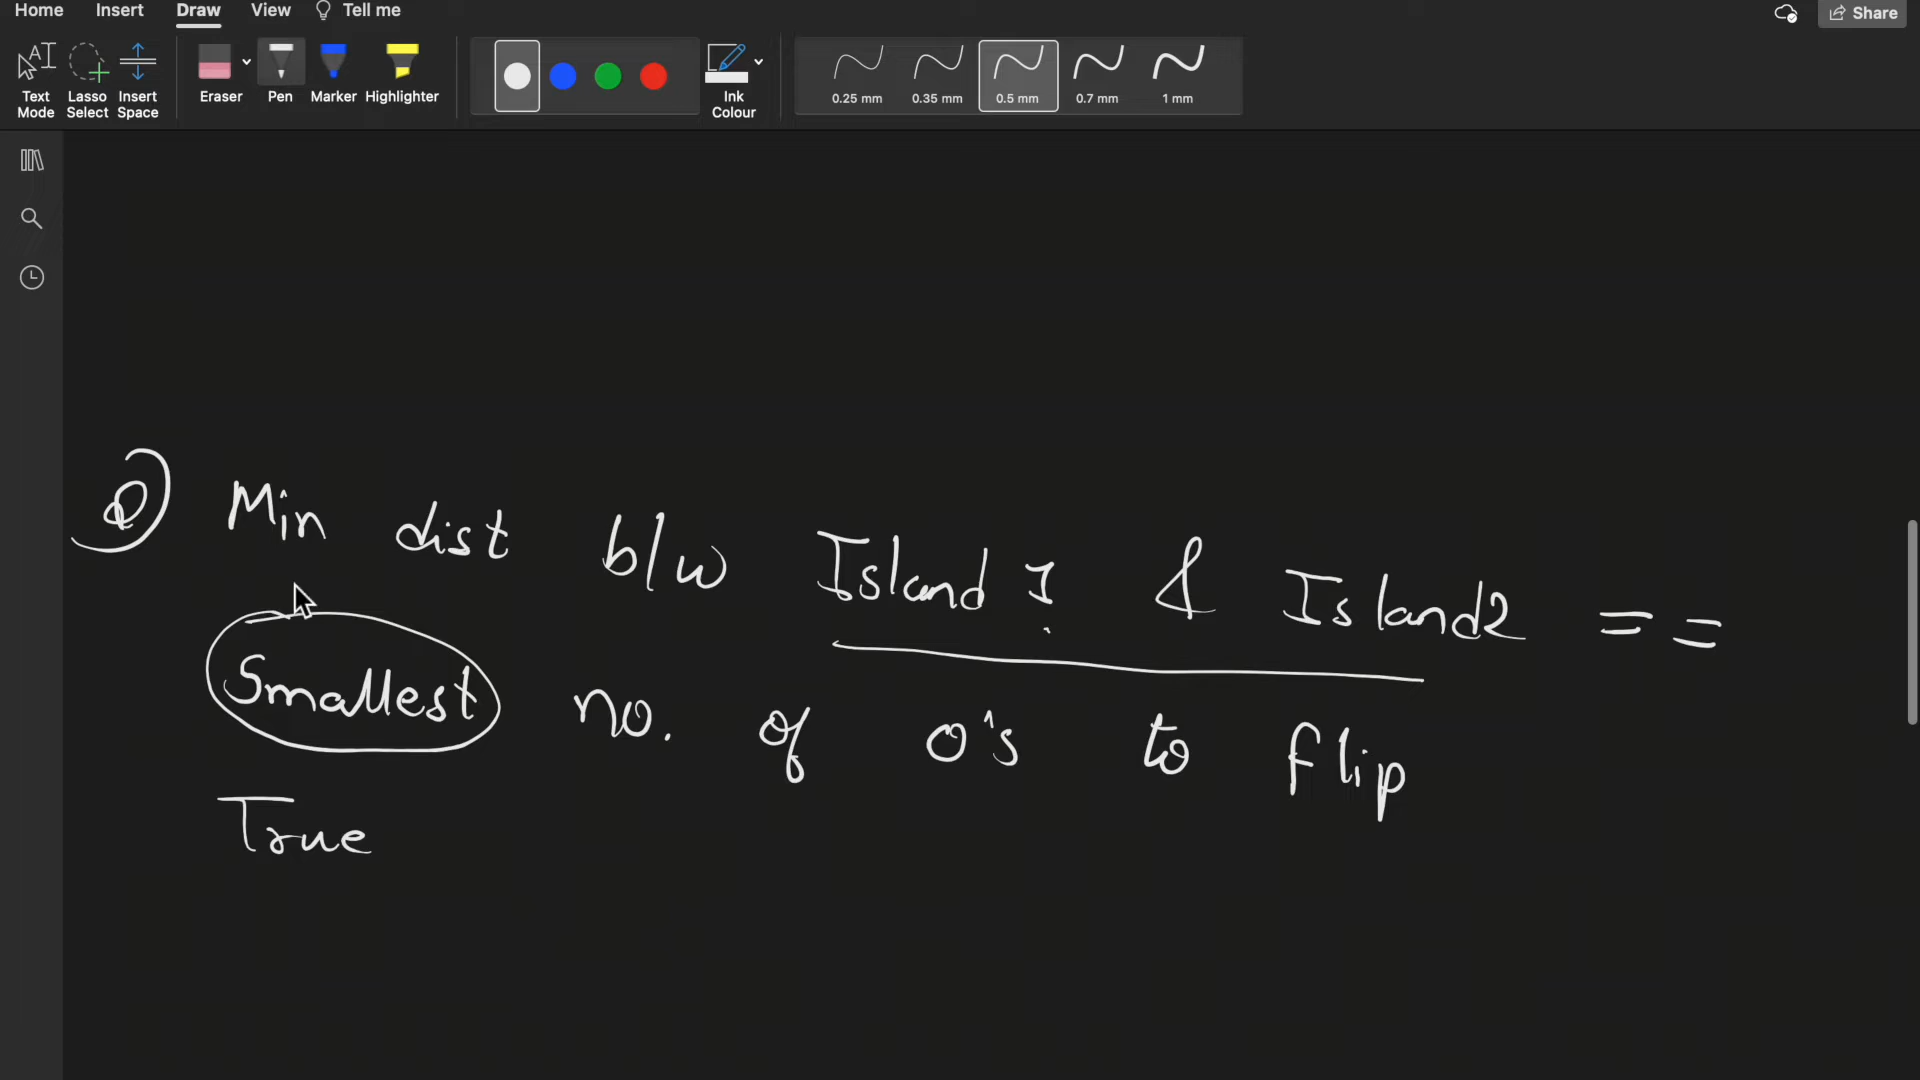 Home Insert Draw View Tell me Share
Text Mode Lasso Select Insert Space Eraser Pen Marker Highlighter Ink Colour 0.25 mm 0.35 mm 0.5 mm 0.7 mm 1 mm
Q) Min dist b/w Island 1 & Island2 ==
Smallest no. of 0's to flip
True